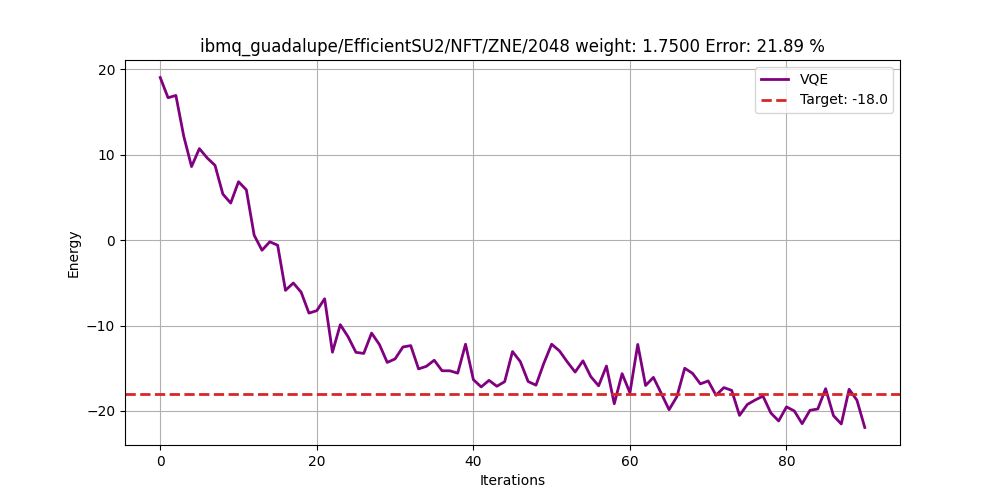 ibmq_guadalupe/EfficientSU2/NFT/ZNE/2048 weight: 1.7500 Error: 21.89 %
VQE
Target: -18.0
Energy
20
10
0
−10
−20
0 20 40 60 80
Iterations